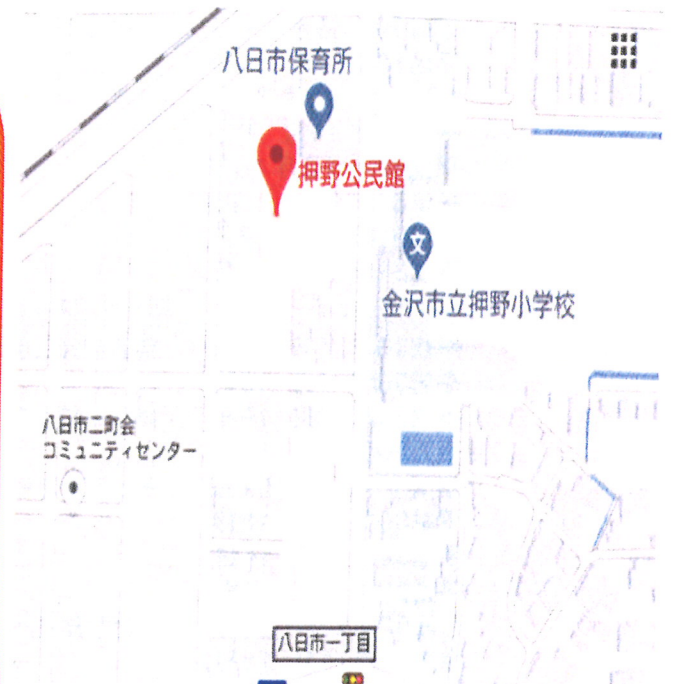 八日市保育所
押野公民館
文
金沢市立押野小学校
八日市二町会
コミュニティセンター
八日市一丁目